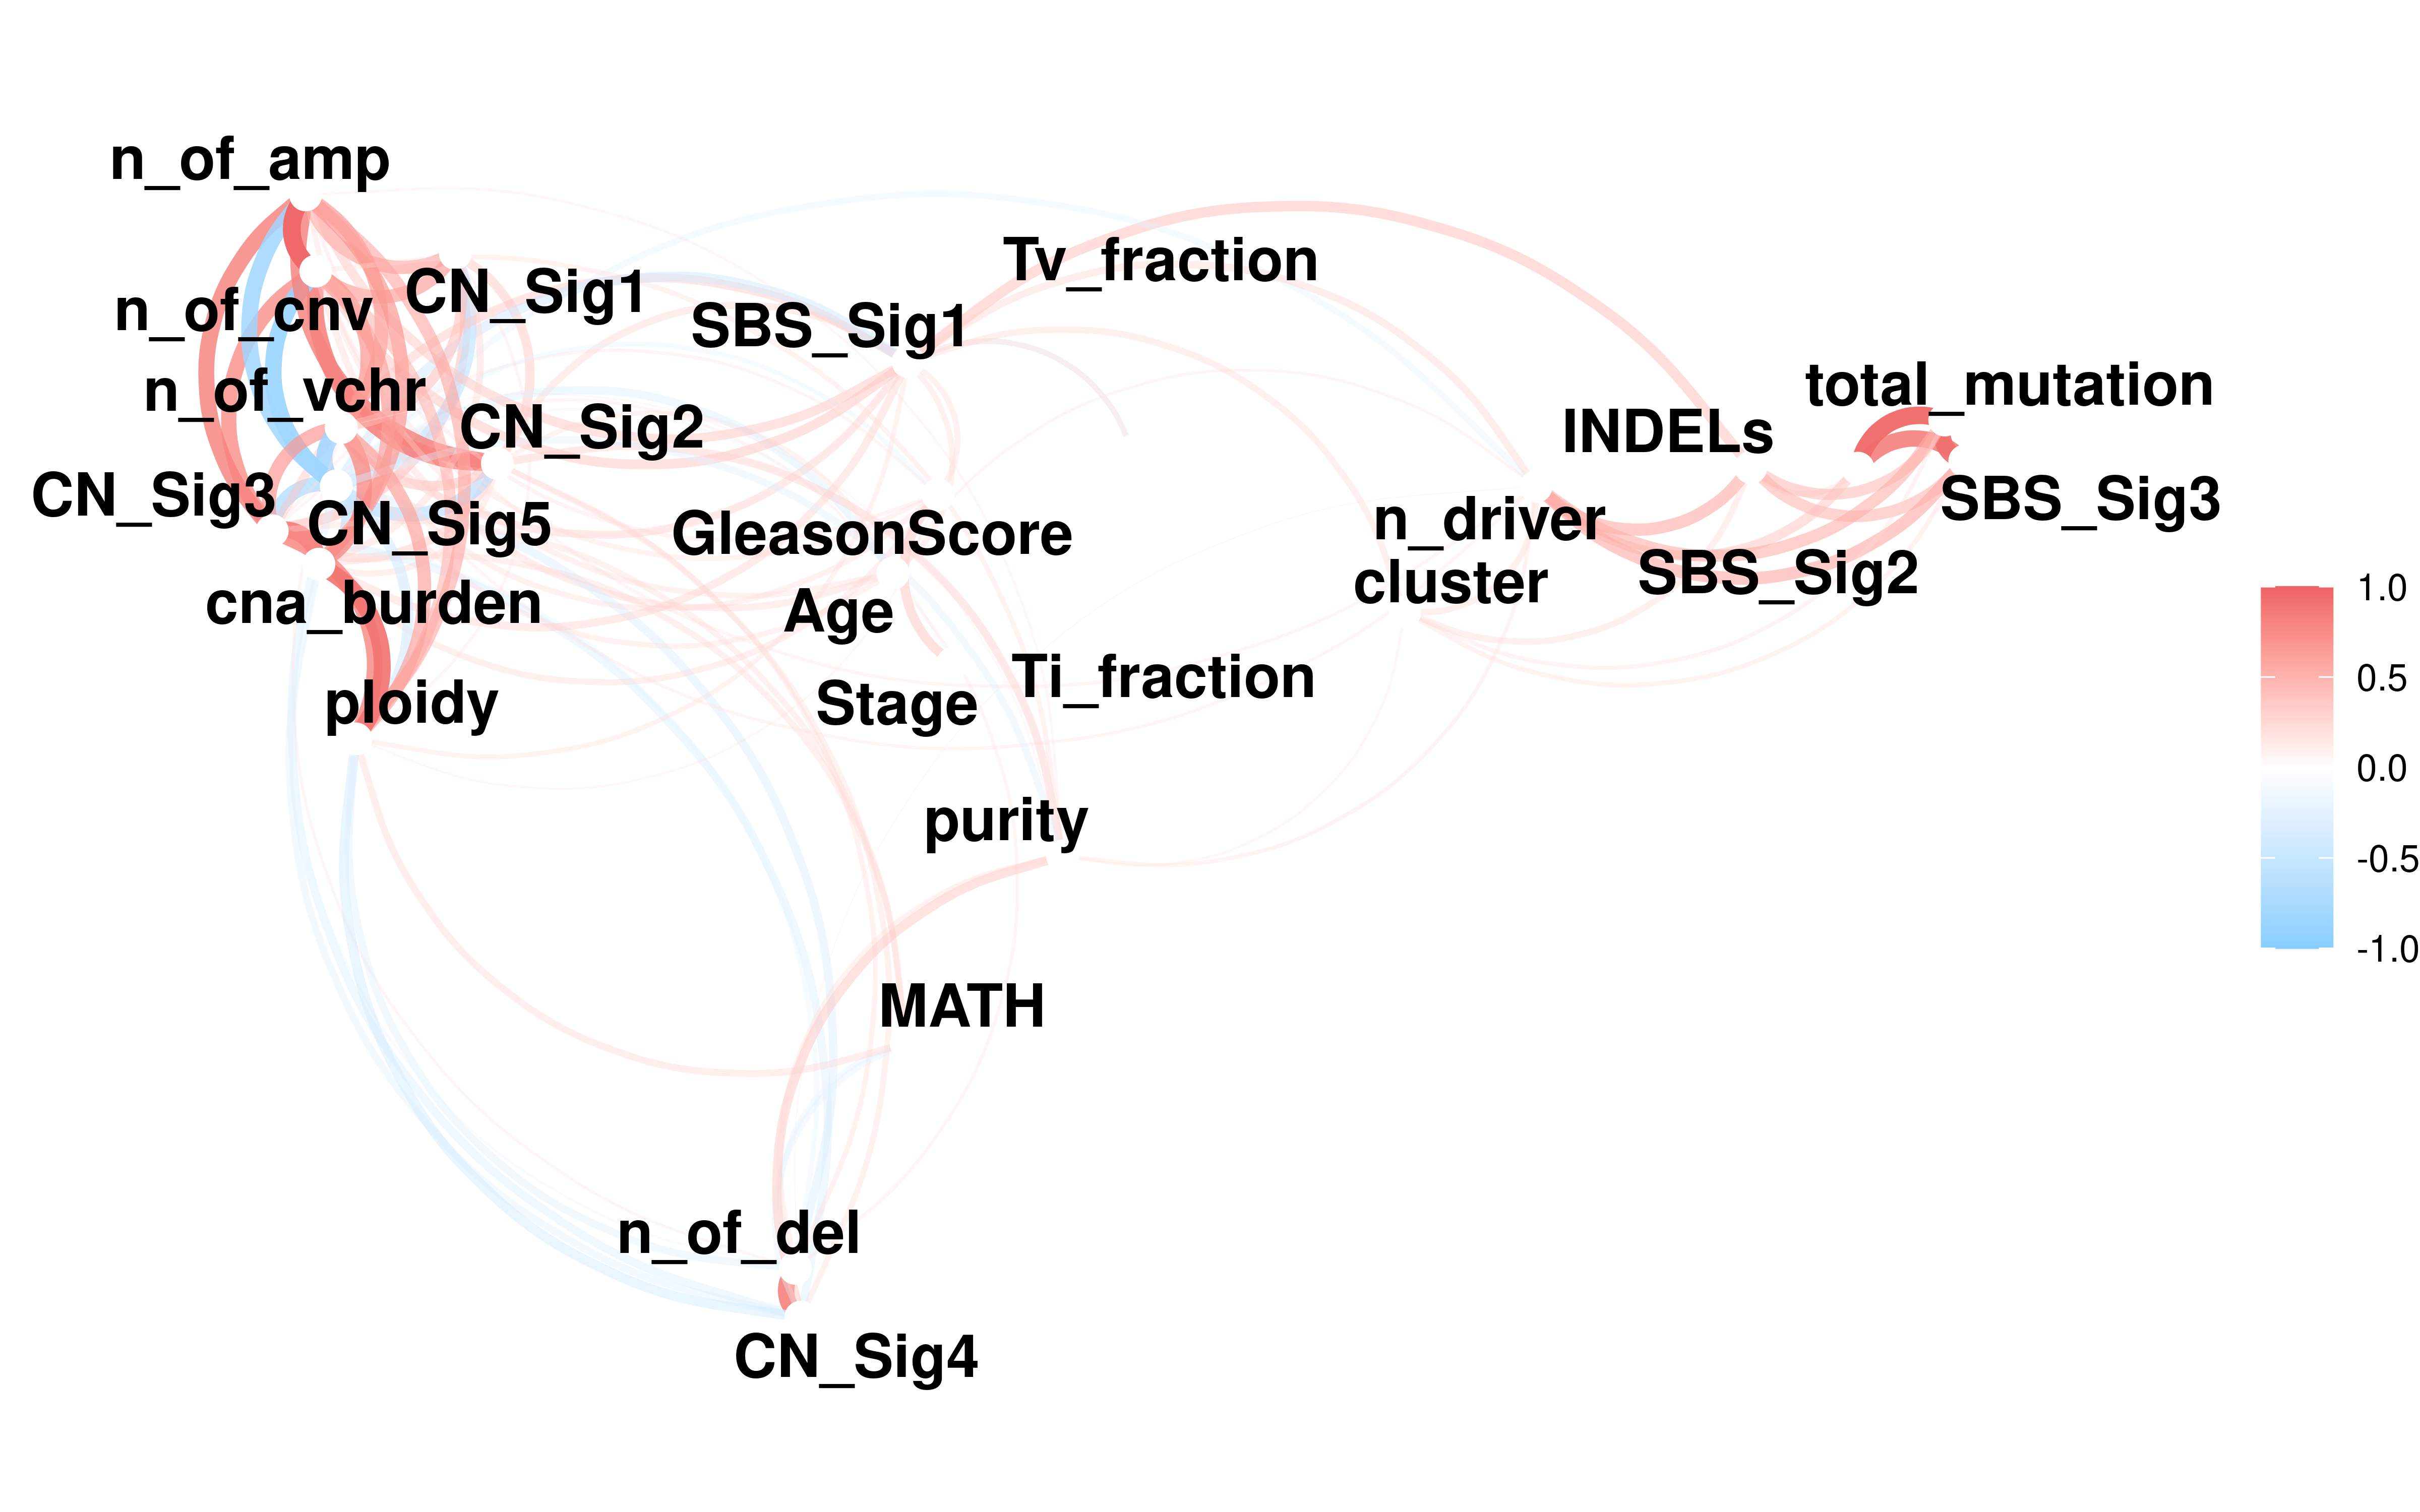 n_of_amp
Tv_fraction
n_of_cnv
CN_Sig1
SBS_Sig1
n_of_vchr
CN_Sig2
total_mutation
INDELs
CN_Sig3
CN_Sig5
GleasonScore
n_driver
SBS_Sig3
cna_burden
Age
cluster
SBS_Sig2
ploidy
Stage
Ti_fraction
purity
MATH
n_of_del
CN_Sig4
1.0
0.5
0.0
-0.5
-1.0